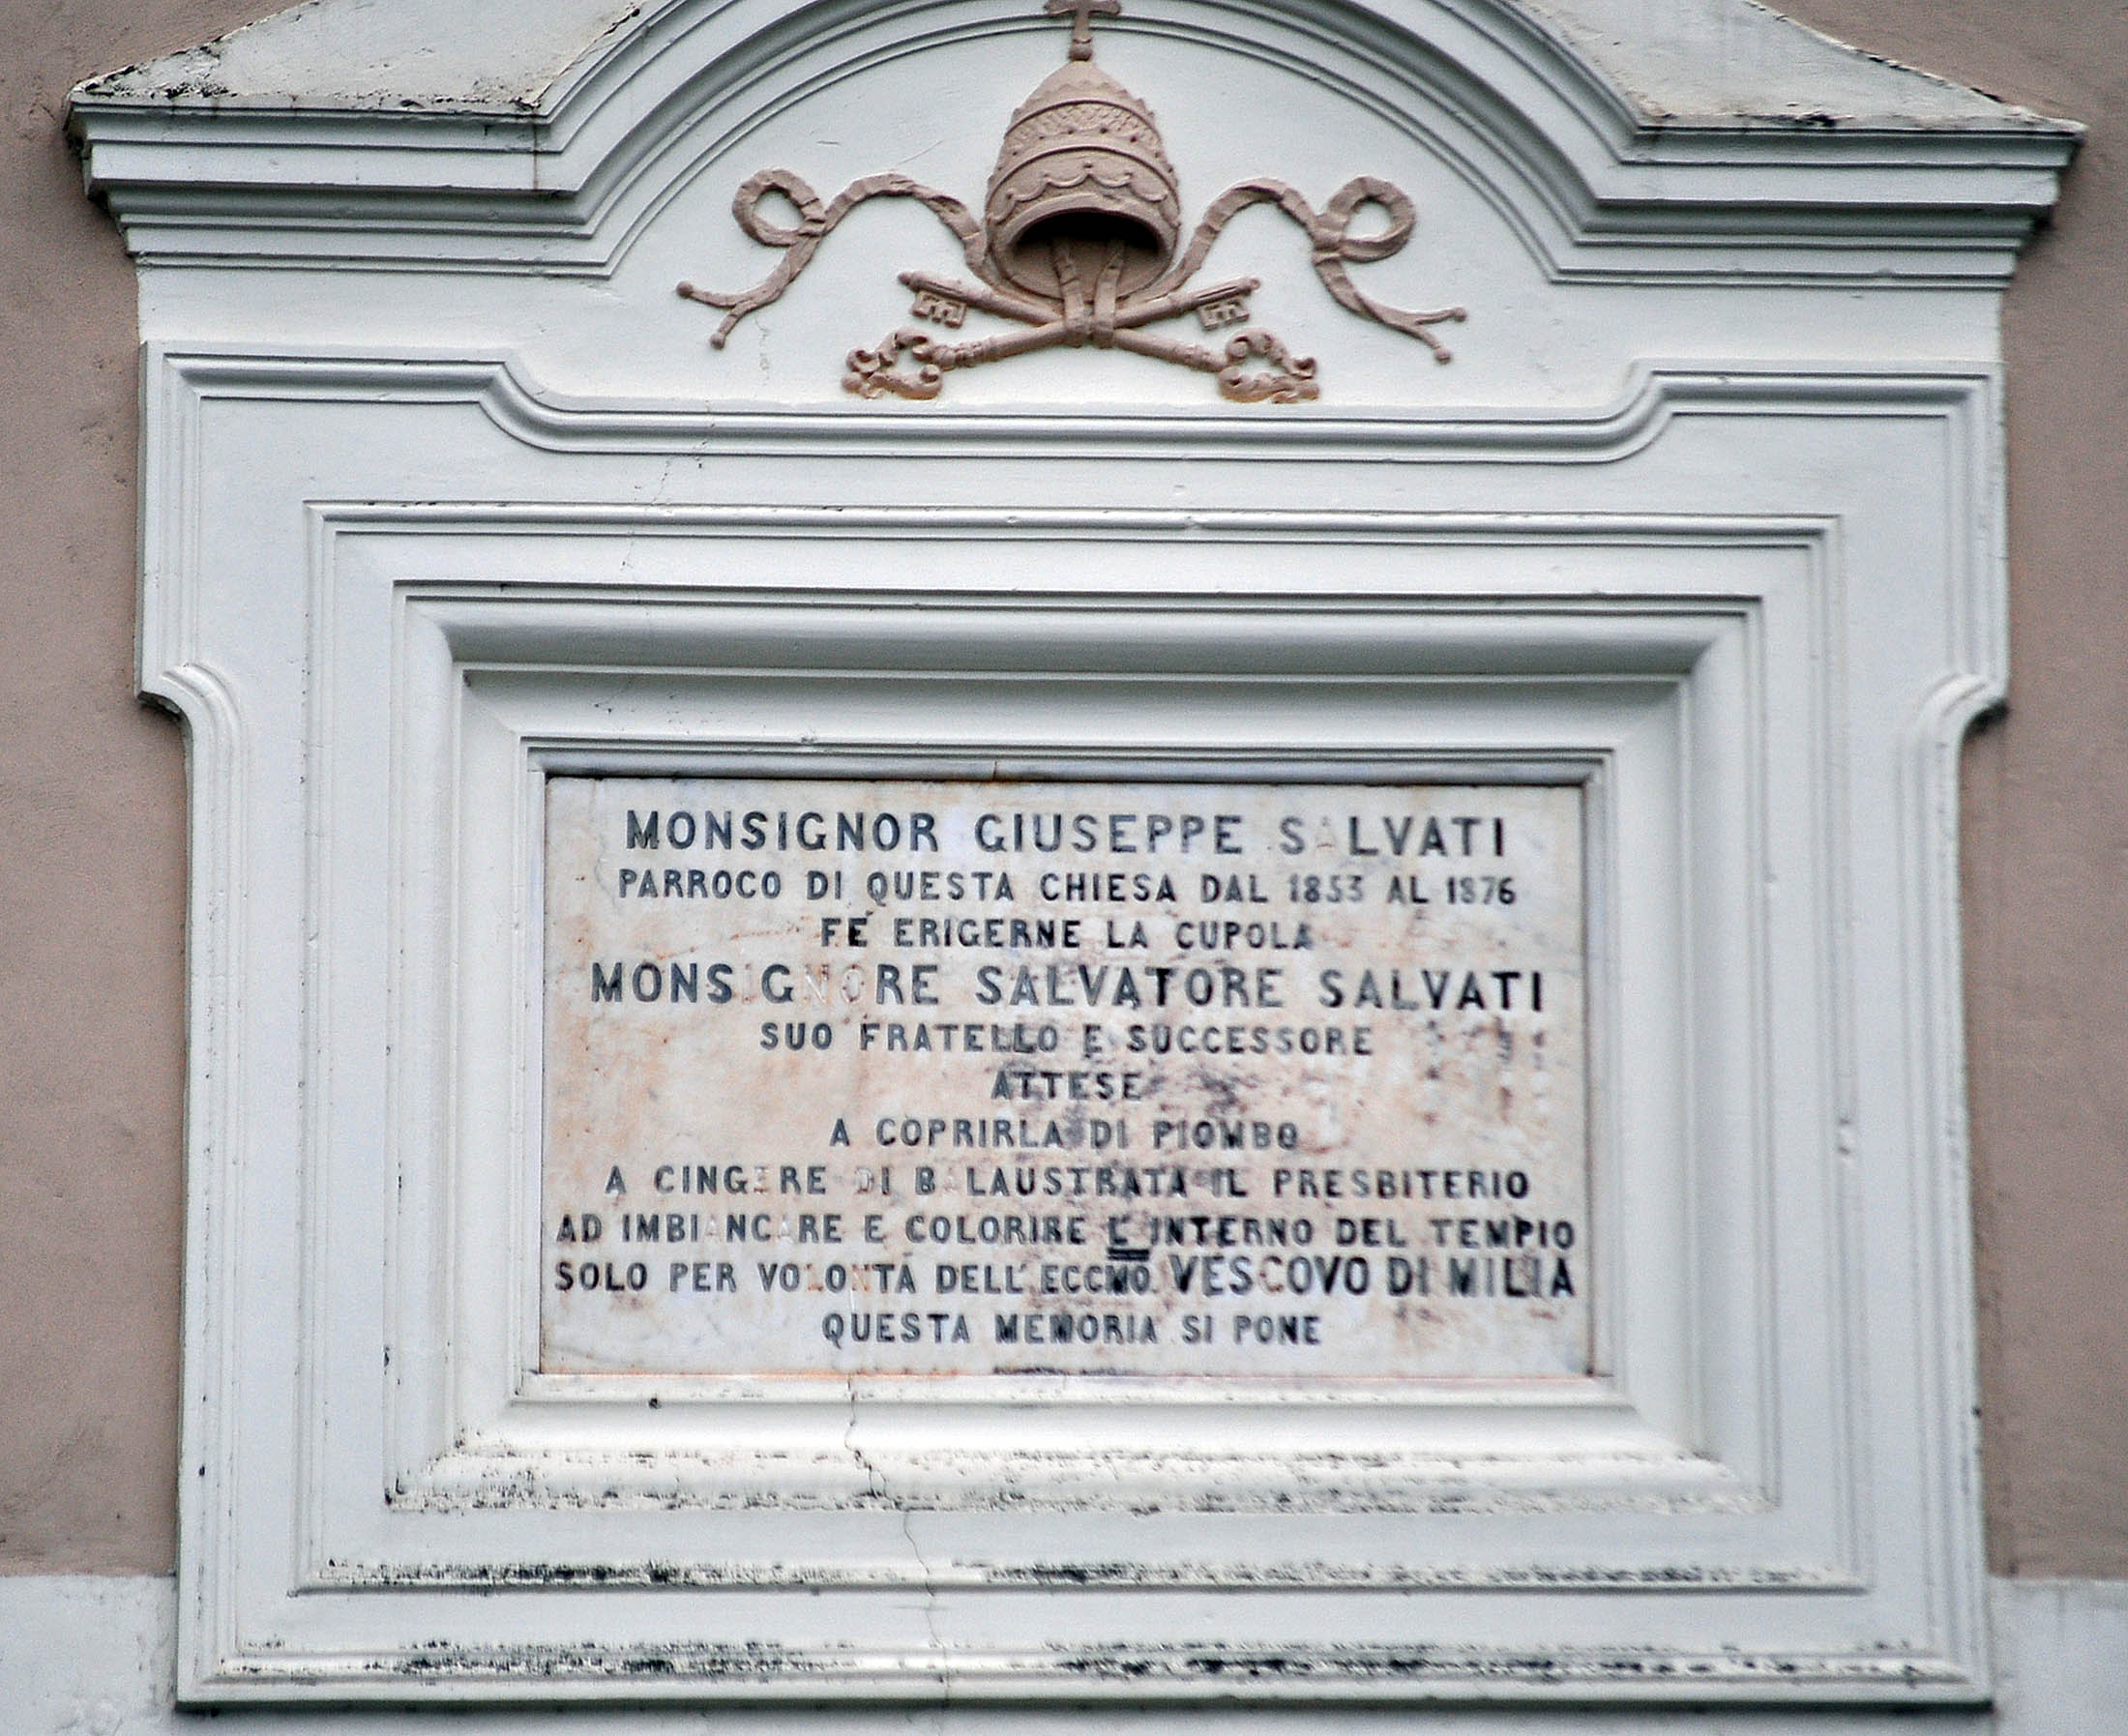 MONSIGNOR GIUSEPPE SALVATI
PARROCO DI QUESTA CHIESA DAL 1853 AL 1876
FÉ ERIGERNE LA CUPOLA
MONSIGNORE SALVATORE SALVATI
SUO FRATELLO E SUCCESSORE
ATTESE
A COPRIRLA DI PIOMBO
A CINGERE DI BALAUSTRATA IL PRESBITERIO
AD IMBIANCARE E COLORIRE L'INTERNO DEL TEMPIO
SOLO PER VOLONTÁ DELL'ECCMO. VESCOVO DI MILIA
QUESTA MEMORIA SI PONE